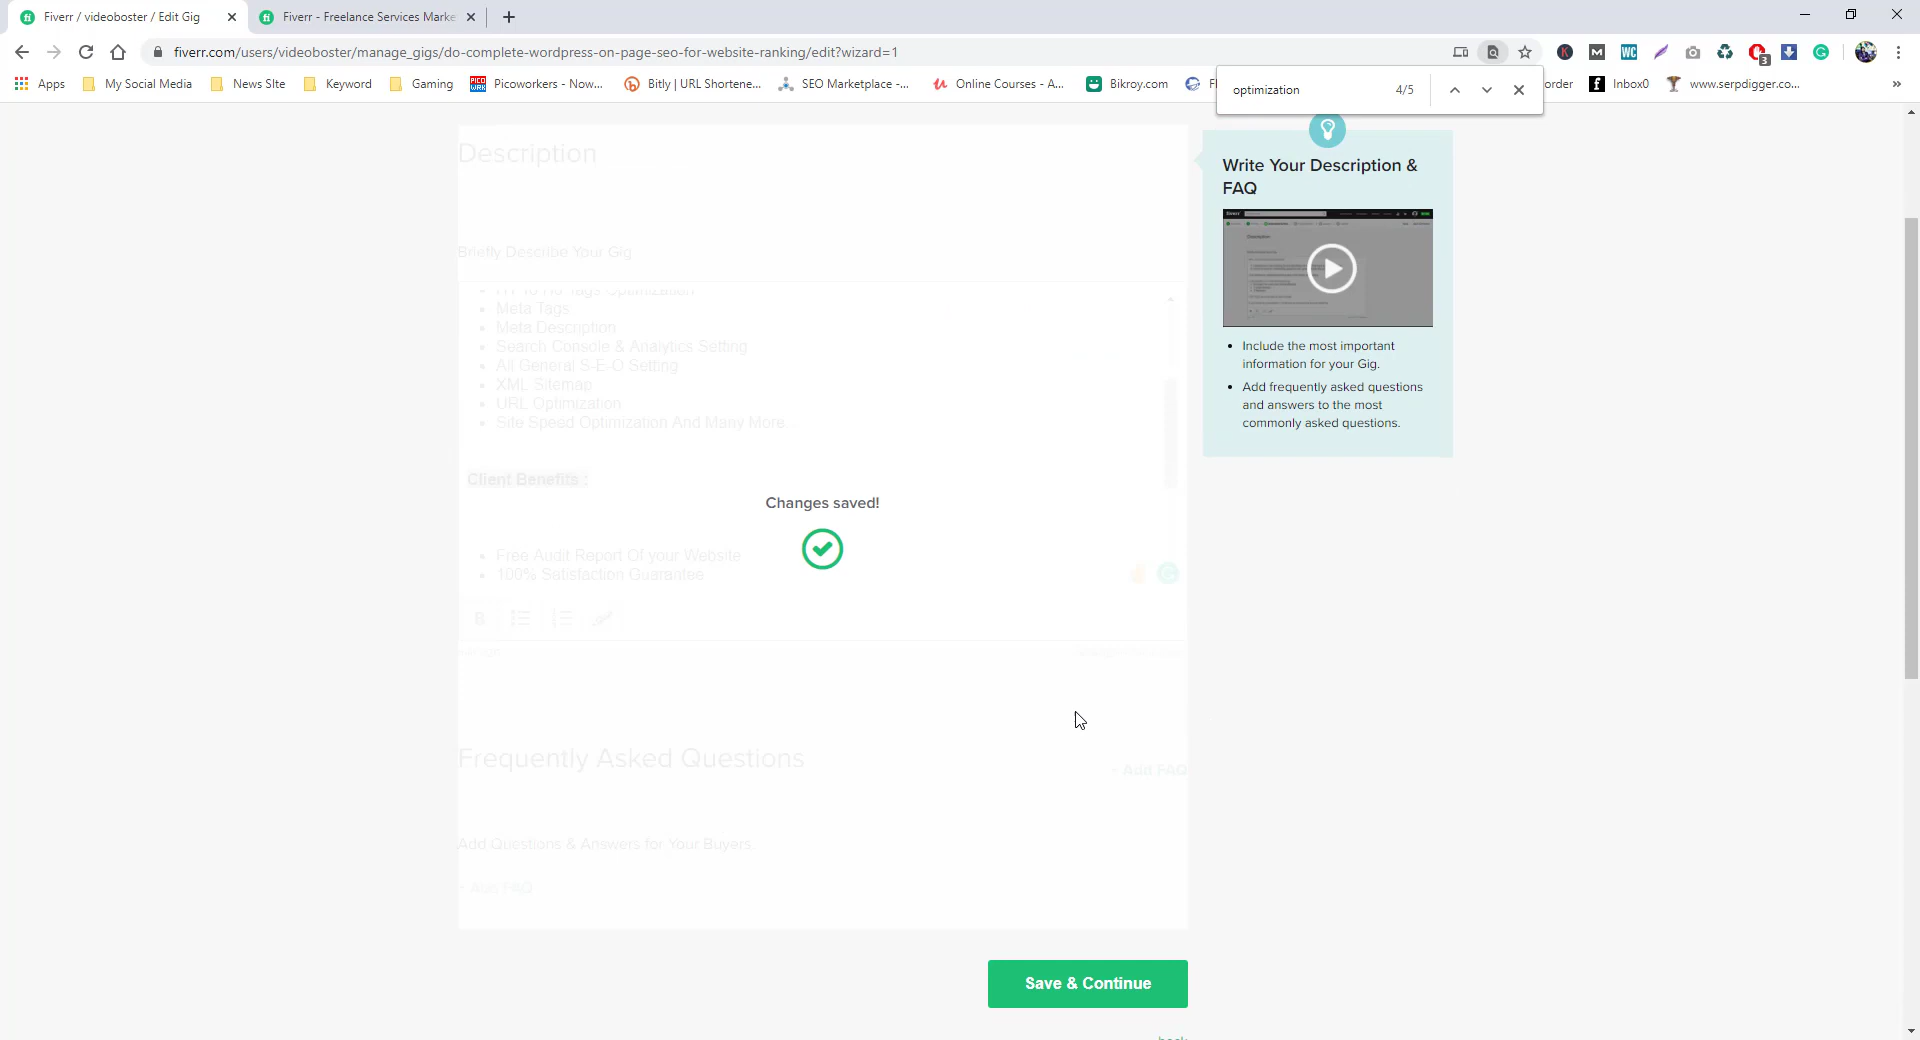 Fiverr / videoboster / Edit Gig
Fiverr - Freelance Services Marke
fiverr.com/users/videoboster/manage_gigs/do-complete-wordpress-on-page-seo-for-website-ranking/edit?wizard=1
Apps
My Social Media
News SIte
Keyword
Gaming
Picoworkers - Now...
Bitly | URL Shortene...
SEO Marketplace -...
Online Courses - A...
Bikroy.com
order
Inbox0
www.serpdigger.co...
»
optimization
4/5
Description
Briefly Describe Your Gig
Meta Tags
Meta Description
Search Console & Analytics Setting
All General S-E-O Setting
XML Sitemap
URL Optimization
Site Speed Optimization And Many More...
Client Benefits :
Free Audit Report Of your Website
100% Satisfaction Guarantee
B
Changes saved!
Frequently Asked Questions
+ Add FAQ
Add Questions & Answers for Your Buyers.
+ Add FAQ
Save & Continue
back
Write Your Description &
FAQ
Include the most important
information for your Gig.
Add frequently asked questions
and answers to the most
commonly asked questions.